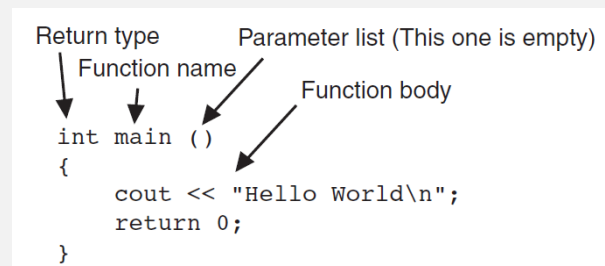 Return type
Parameter list (This one is empty)
Function name
Function body
int main ()
{
cout << "Hello World\n";
return 0;
}